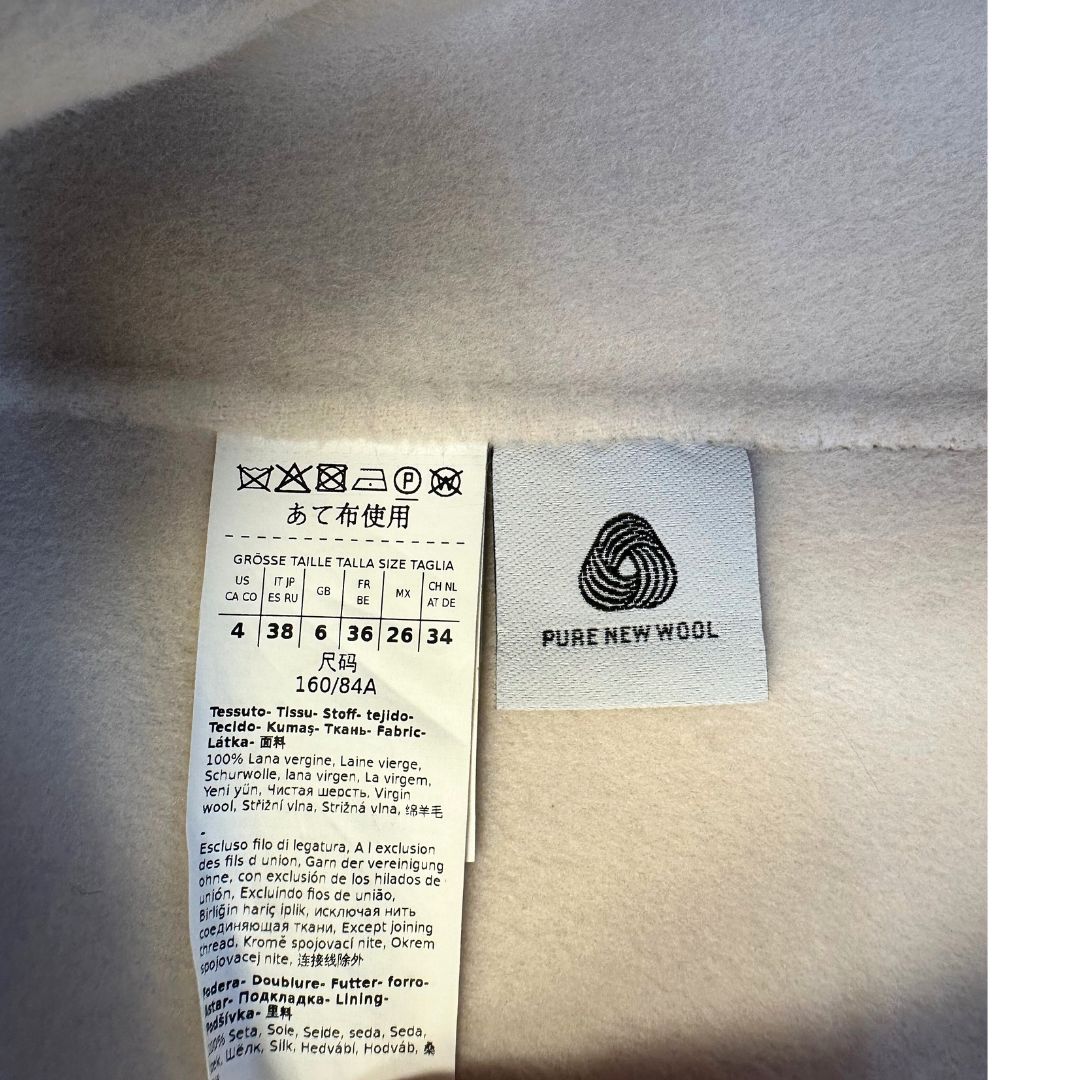 P W
あて布使用
GRÖSSE TAILLE TALLA SIZE TAGLIA
US CA CO IT JP ES RU GB FR BE MX CH NL AT DE
4 38 6 36 26 34
尺码
160/84A
Tessuto- Tissu- Stoff- tejido-
Tecido- Kumaş- Ткань- Fabric-
Látka- 面料
100% Lana vergine, Laine vierge,
Schurwolle, lana virgen, La virgem,
Yeni yün, Чистая шерсть, Virgin
wool, Střižní vlna, Strižná vlna, 绵羊毛
-
Escluso filo di legatura, A l exclusion
des fils d union, Garn der vereinigung
ohne, con exclusión de los hilados de
unión, Excluindo fios de união,
Birliğin hariç iplik, исключая нить
соединяющая ткани, Except joining
thread, Kromě spojovací nite, Okrem
spojovacej nite, 连接线除外
Fodera- Doublure- Futter- forro-
Astar- Подкладка- Lining-
Podšívka- 里料
100% Seta, Soie, Seide, seda, Seda,
Шёлк, Silk, Hedvábí, Hodváb, 桑
PURE NEW WOOL